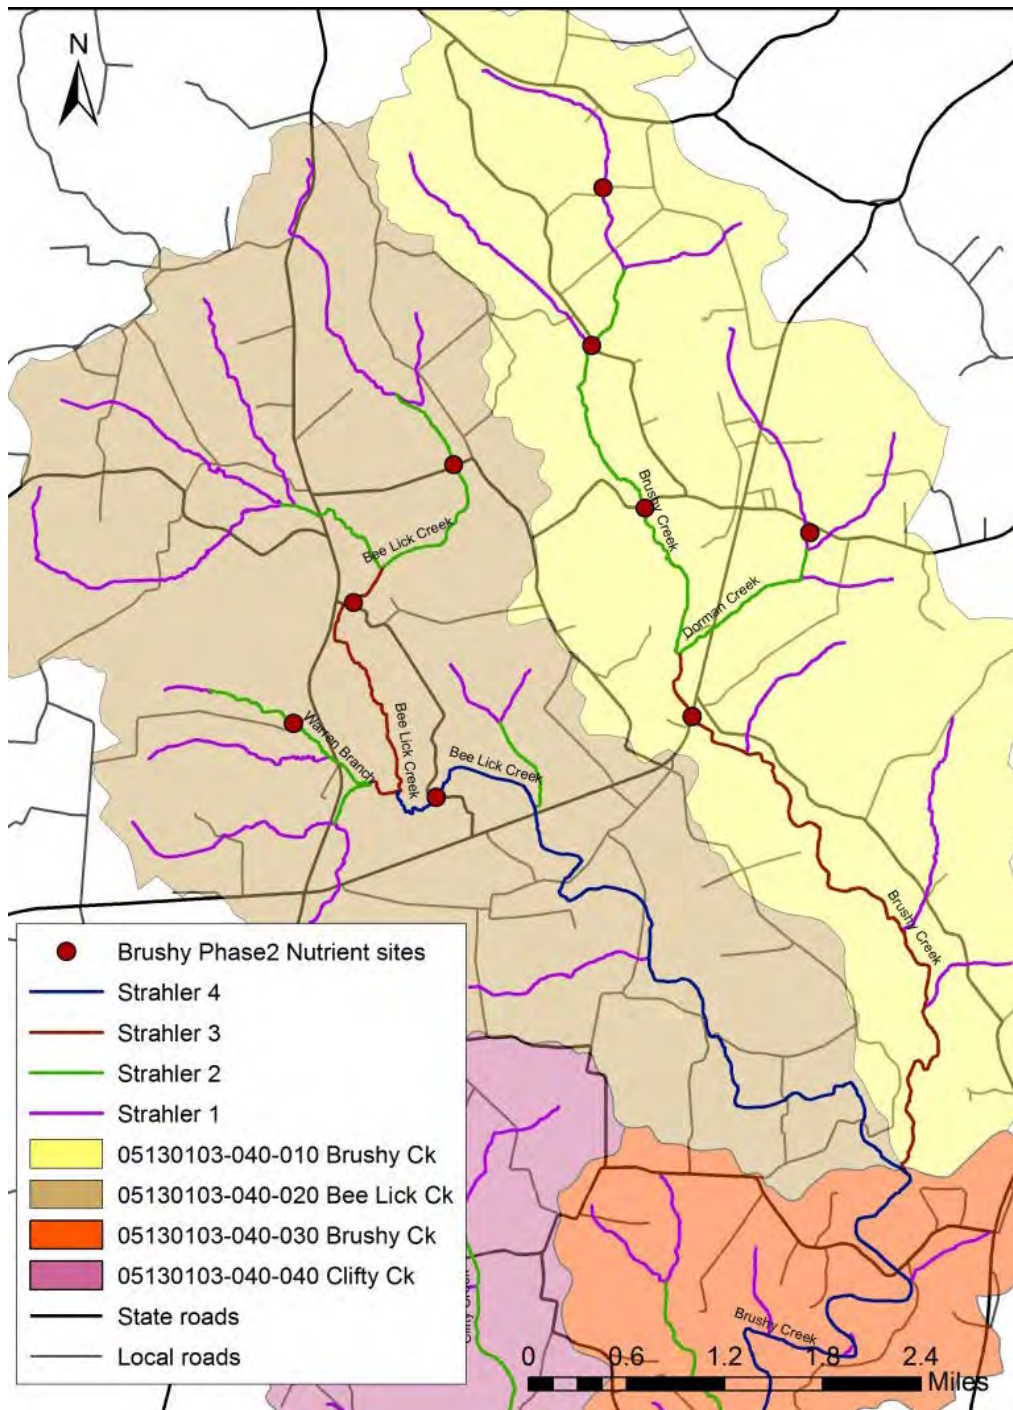 N
Brushy Creek
Bee Lick Creek
Dorman Creek
Warren Branch
Bee Lick Creek
Bee Lick Creek
Brushy Creek
Brushy Phase2 Nutrient sites
Strahler 4
Strahler 3
Strahler 2
Strahler 1
05130103-040-010 Brushy Ck
05130103-040-020 Bee Lick Ck
05130103-040-030 Brushy Ck
05130103-040-040 Clifty Ck
State roads
Local roads
Brushy Creek
0 0.6 1.2 1.8 2.4
Miles